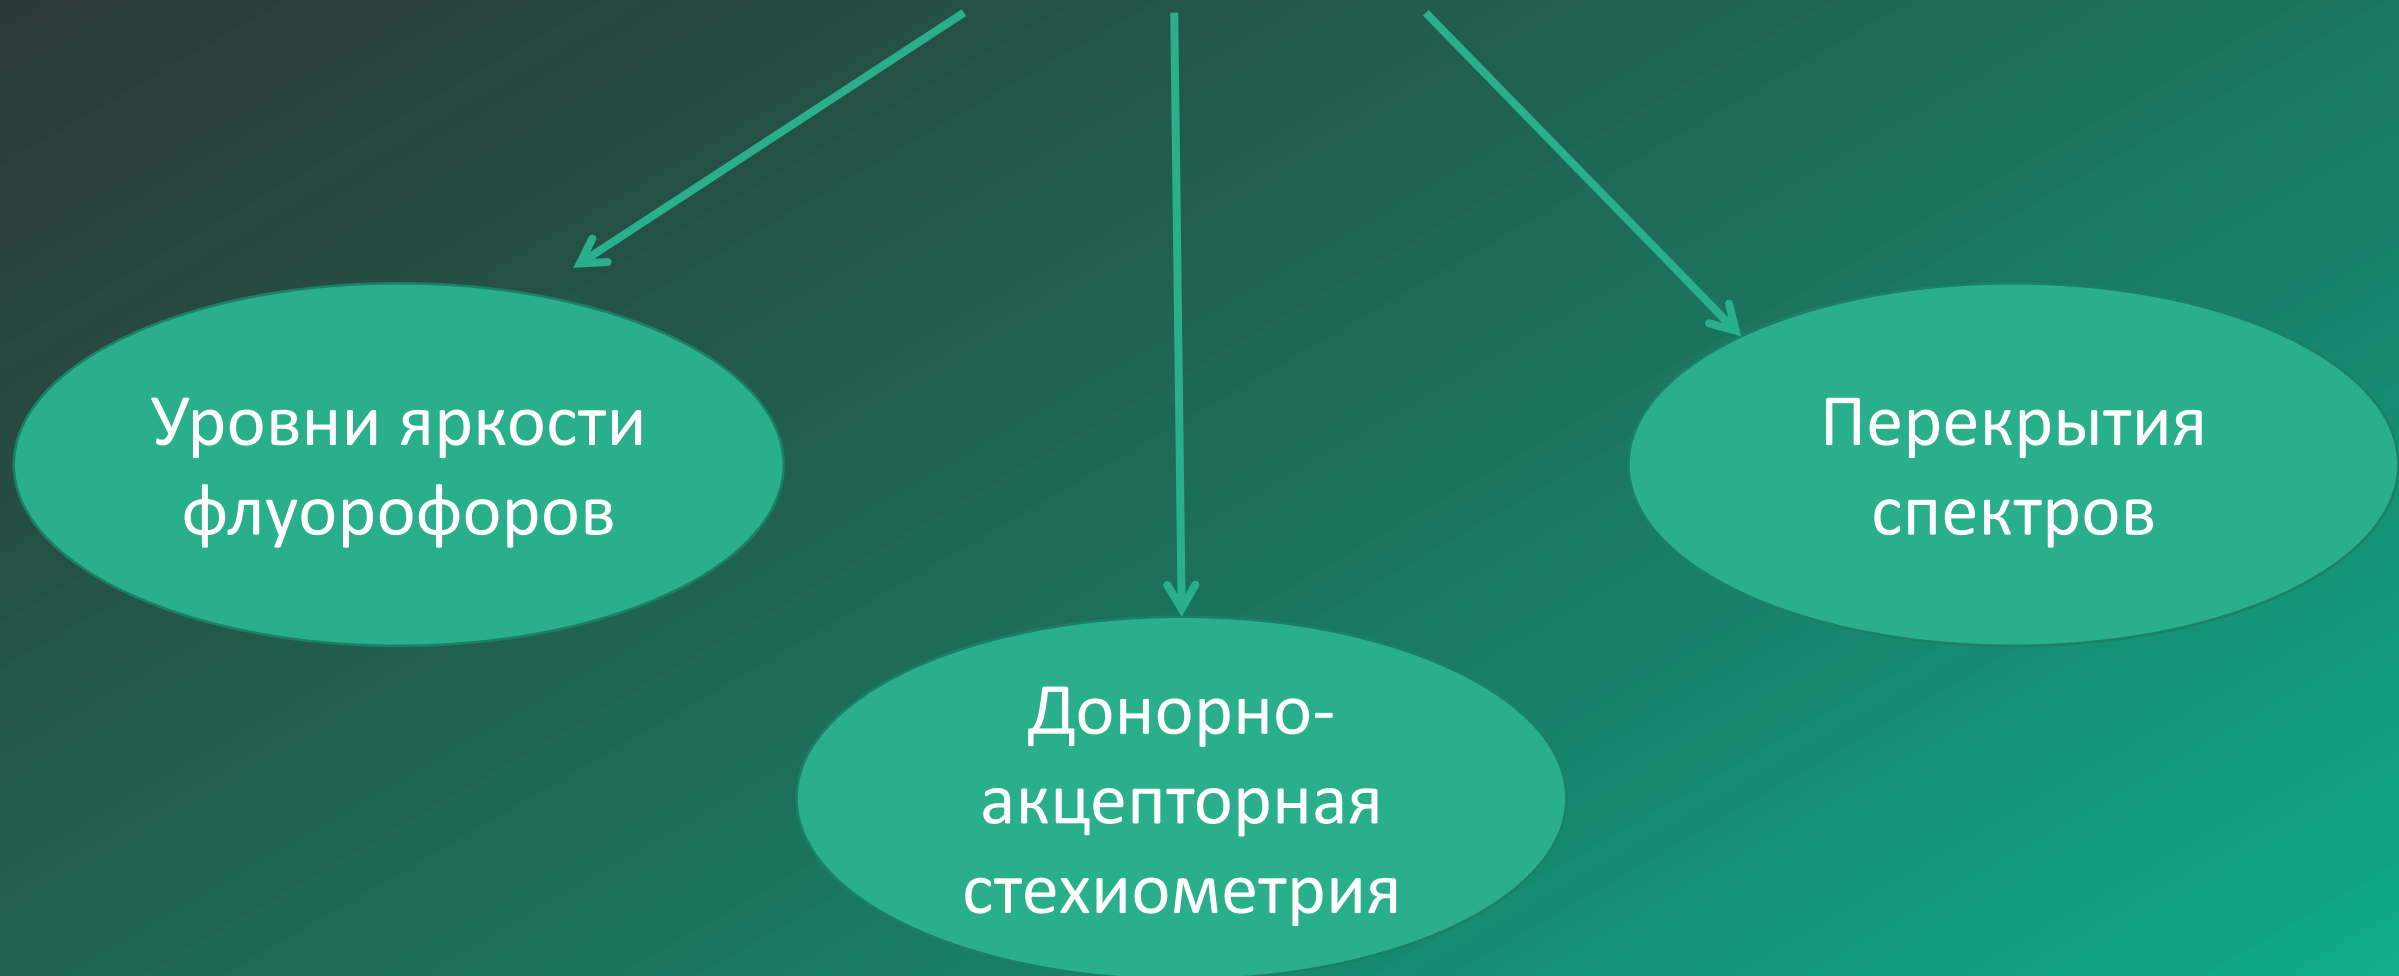 Уровни яркости
флуорофоров
Перекрытия
спектров
Донорно-
акцепторная
стехиометрия